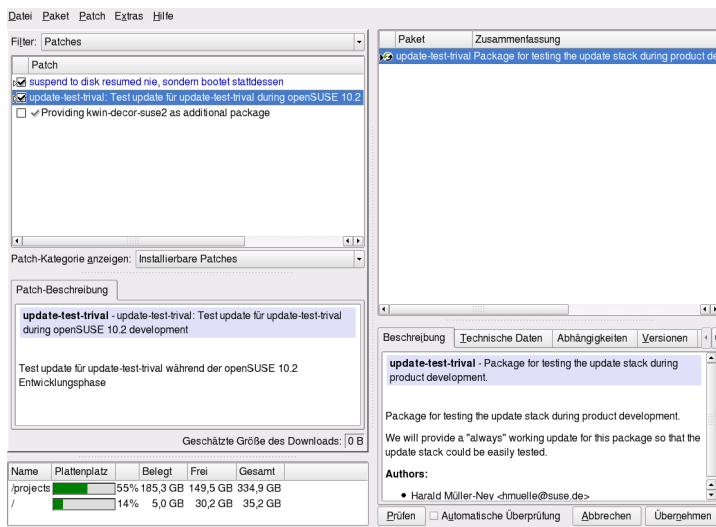 Datei Paket Patch Extras Hilfe
Filter: Patches
Patch
suspend to disk resumed nie, sondern bootet stattdessen
update-test-trival: Test update für update-test-trival during openSUSE 10.2
Providing kwin-decor-suse2 as additional package
Patch-Kategorie anzeigen: Installierbare Patches
Patch-Beschreibung
update-test-trival - update-test-trival: Test update für update-test-trival
during openSUSE 10.2 development
Test update für update-test-trival während der openSUSE 10.2
Entwicklungsphase
Geschätzte Größe des Downloads: 0 B
Name Plattenplatz Belegt Frei Gesamt
/projects 55% 185,3 GB 149,5 GB 334,9 GB
/ 14% 5,0 GB 30,2 GB 35,2 GB
Paket Zusammenfassung
update-test-trival Package for testing the update stack during product de
Beschreibung Technische Daten Abhängigkeiten Versionen
update-test-trival - Package for testing the update stack during
product development.
Package for testing the update stack during product development.
We will provide a "always" working update for this package so that the
update stack could be easily tested.
Authors:
Harald Müller-Ney <hmuelle@suse.de>
Prüfen Automatische Überprüfung Abbrechen Übernehmen